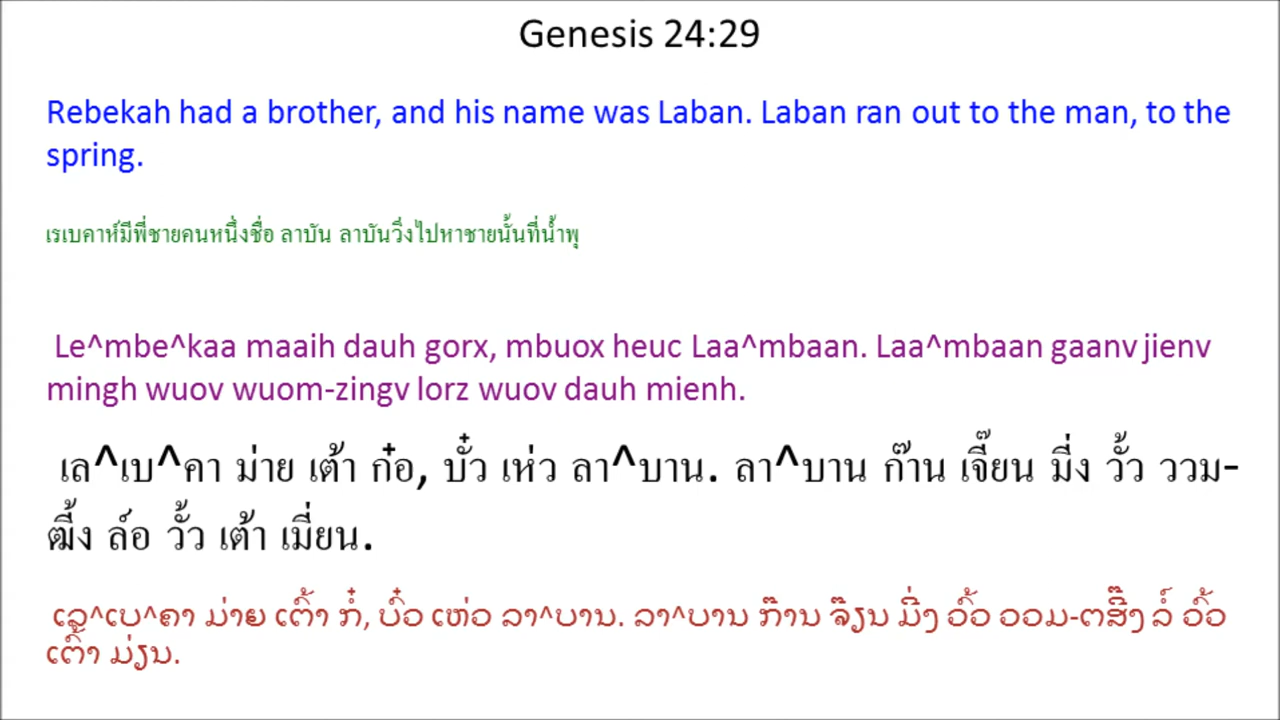 Genesis 24:29
Rebekah had a brother, and his name was Laban. Laban ran out to the man, to the
spring.
เรเบคาห์มีพี่ชายคนหนึ่งชื่อ ลาบัน ลาบันวิ่งไปหาชายนั้นที่น้ำพุ
Le^mbe^kaa maaih dauh gorx, mbuox heuc Laa^mbaan. Laa^mbaan gaanv jienv
mingh wuov wuom-zingv lorz wuov dauh mienh.
เล^เบ^คา ม่าย เต้า ก๋อ, บั๋ว เห่ว ลา^บาน. ลา^บาน ก๊าน เจี๊ยน มี่ง วั้ว ววม-
ฒี้ง ล์อ วั้ว เต้า เมี่ยน.
ເລ^ເບ^ຄາ ມ່າຍ ເຕົ້າ ກໍ໋, ບົ໋ວ ເຫ່ວ ລາ^ບານ. ລາ^ບານ ກ໊ານ ຈ໊ຽນ ມີ່ງ ວົ້ວ ວວມ-ຕສີ໊ງ ລໍ໌ ວົ້ວ
ເຕົ້າ ມ່ຽນ.